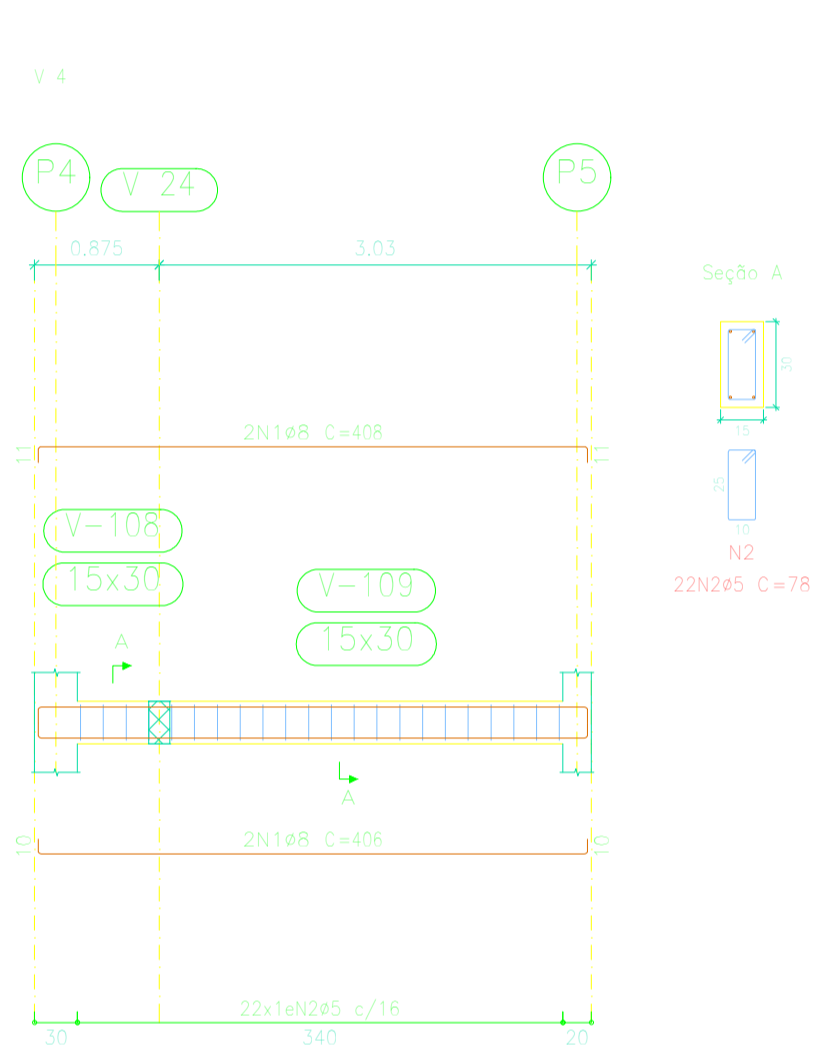 V 4
P4
V 24
P5
0.875
3.03
Seção A
30
15
2N1ø8 C=408
11
11
25
10
V-108
15x30
V-109
15x30
N2
22N2ø5 C=78
A
A
2N1ø8 C=406
10
10
22x1eN2ø5 c/16
30
340
20